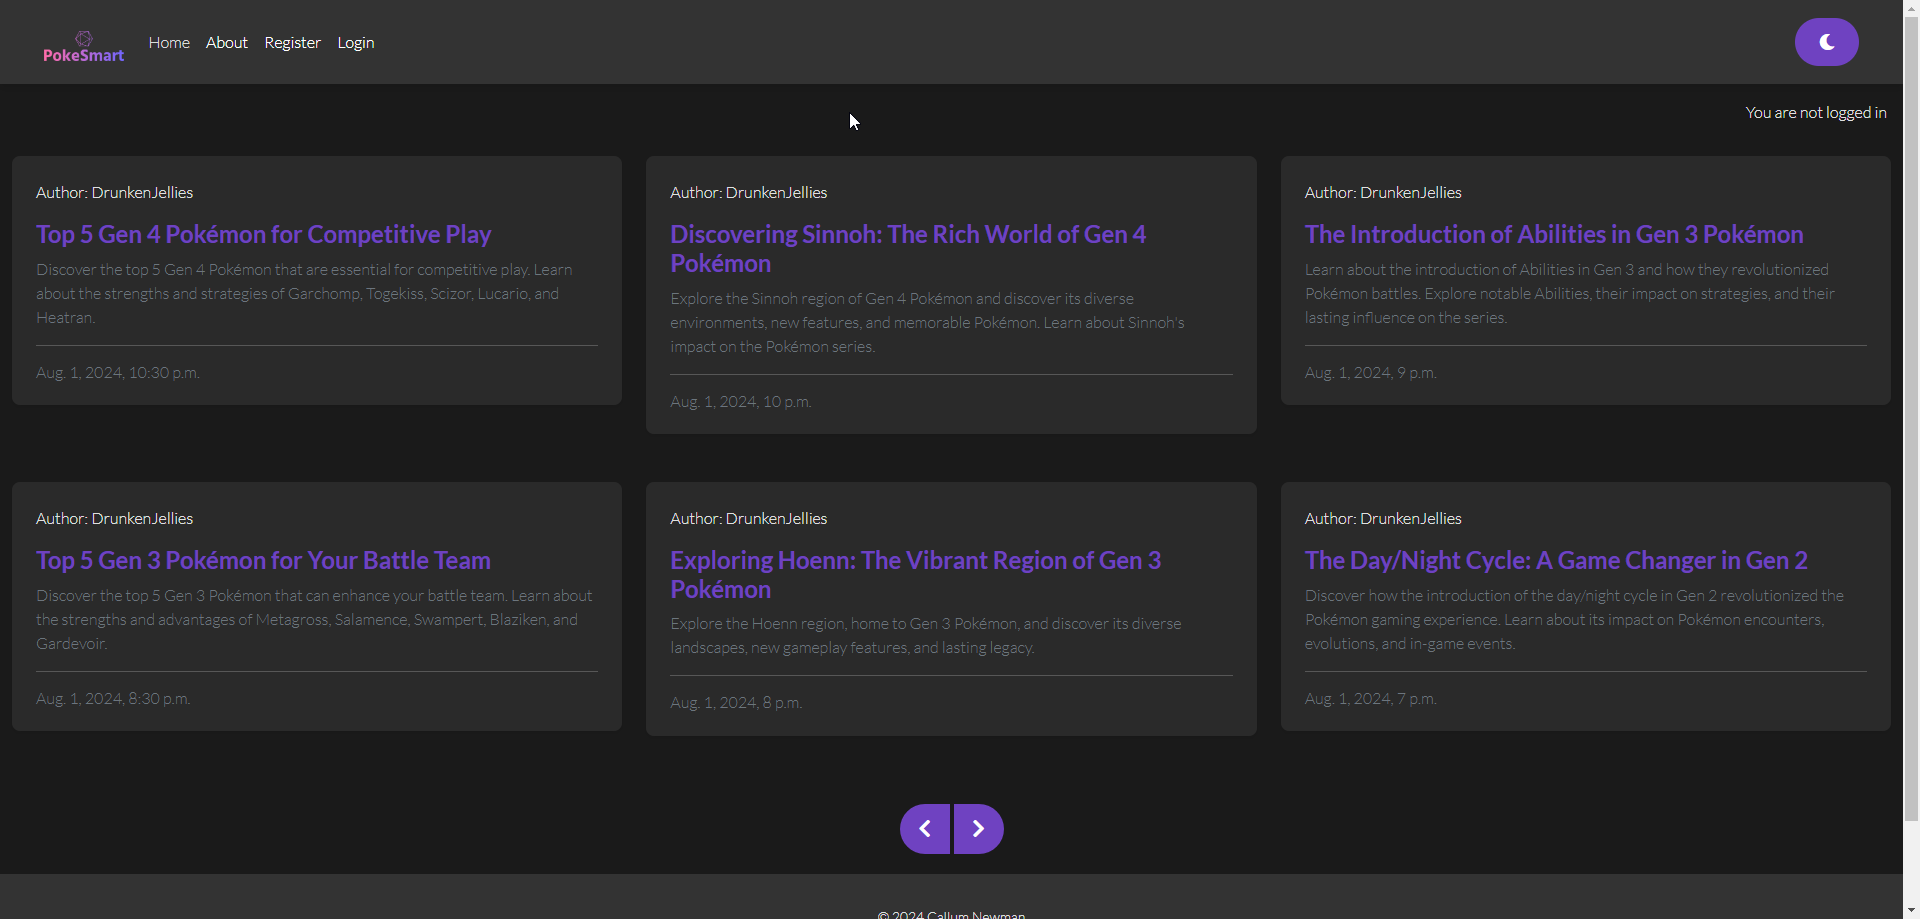 PokeSmart
Home About Register Login
You are not logged in
Author: DrunkenJellies
Top 5 Gen 4 Pokémon for Competitive Play
Discover the top 5 Gen 4 Pokémon that are essential for competitive play. Learn
about the strengths and strategies of Garchomp, Togekiss, Scizor, Lucario, and
Heatran.
Aug. 1, 2024, 10:30 p.m.
Author: DrunkenJellies
Discovering Sinnoh: The Rich World of Gen 4
Pokémon
Explore the Sinnoh region of Gen 4 Pokémon and discover its diverse
environments, new features, and memorable Pokémon. Learn about Sinnoh's
impact on the Pokémon series.
Aug. 1, 2024, 10 p.m.
Author: DrunkenJellies
The Introduction of Abilities in Gen 3 Pokémon
Learn about the introduction of Abilities in Gen 3 and how they revolutionized
Pokémon battles. Explore notable Abilities, their impact on strategies, and their
lasting influence on the series.
Aug. 1, 2024, 9 p.m.
Author: DrunkenJellies
Top 5 Gen 3 Pokémon for Your Battle Team
Discover the top 5 Gen 3 Pokémon that can enhance your battle team. Learn about
the strengths and advantages of Metagross, Salamence, Swampert, Blaziken, and
Gardevoir.
Aug. 1, 2024, 8:30 p.m.
Author: DrunkenJellies
Exploring Hoenn: The Vibrant Region of Gen 3
Pokémon
Explore the Hoenn region, home to Gen 3 Pokémon, and discover its diverse
landscapes, new gameplay features, and lasting legacy.
Aug. 1, 2024, 8 p.m.
Author: DrunkenJellies
The Day/Night Cycle: A Game Changer in Gen 2
Discover how the introduction of the day/night cycle in Gen 2 revolutionized the
Pokémon gaming experience. Learn about its impact on Pokémon encounters,
evolutions, and in-game events.
Aug. 1, 2024, 7 p.m.
© 2024 Callum Newman